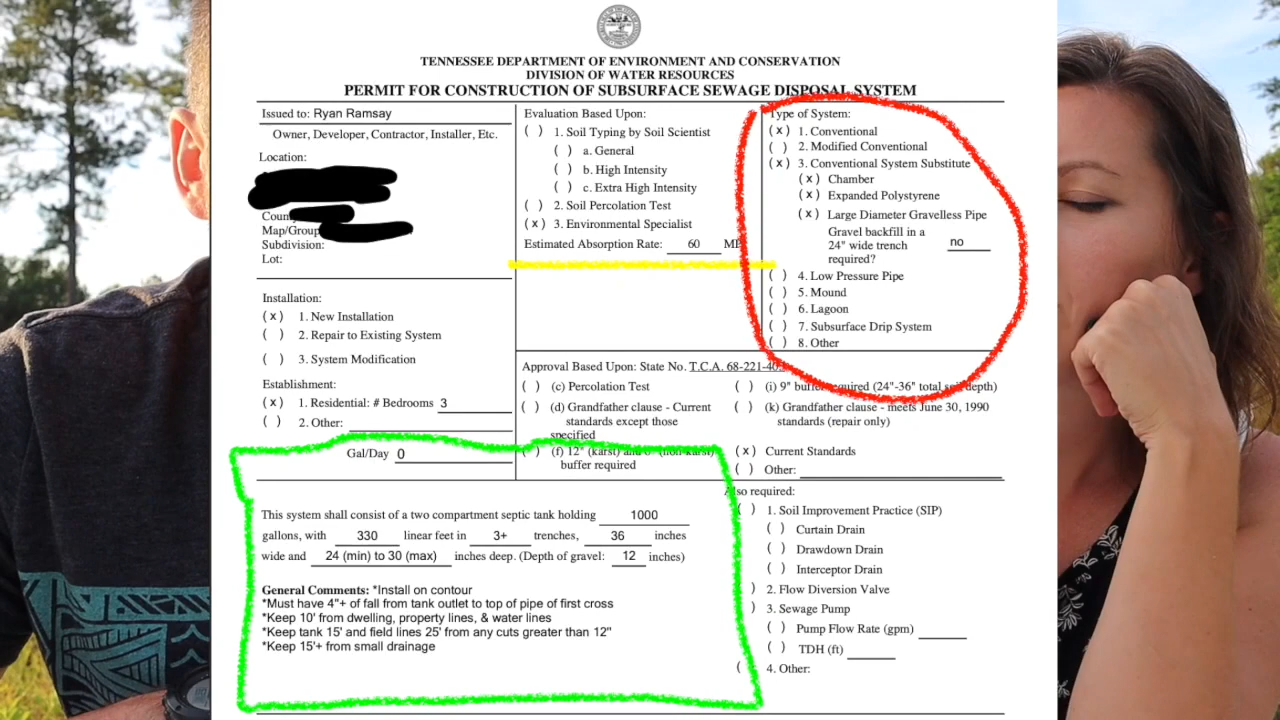 TENNESSEE DEPARTMENT OF ENVIRONMENT AND CONSERVATION
DIVISION OF WATER RESOURCES
PERMIT FOR CONSTRUCTION OF SUBSURFACE SEWAGE DISPOSAL SYSTEM
Issued to: Ryan Ramsay
Owner, Developer, Contractor, Installer, Etc.
Location:
Map/Group
Subdivision:
Lot:
Installation:
(x) 1. New Installation
( ) 2. Repair to Existing System
( ) 3. System Modification
Establishment:
(x) 1. Residential: # Bedrooms 3
( ) 2. Other:
Gal/Day 0
Evaluation Based Upon:
( ) 1. Soil Typing by Soil Scientist
( ) a. General
( ) b. High Intensity
( ) c. Extra High Intensity
( ) 2. Soil Percolation Test
(x) 3. Environmental Specialist
Estimated Absorption Rate: 60
Type of System:
(x) 1. Conventional
( ) 2. Modified Conventional
(x) 3. Conventional System Substitute
(x) Chamber
(x) Expanded Polystyrene
(x) Large Diameter Gravelless Pipe
Gravel backfill in a
24" wide trench
required? no
( ) 4. Low Pressure Pipe
( ) 5. Mound
( ) 6. Lagoon
( ) 7. Subsurface Drip System
( ) 8. Other
Approval Based Upon: State No. T.C.A. 68-221-40
( ) (c) Percolation Test
( ) (d) Grandfather clause - Current
standards except those
specified
( ) (f) 12" (karst) and 6" (non-karst)
buffer required
( ) (i) 9" buffer required (24"-36" total soil depth)
( ) (k) Grandfather clause - meets June 30, 1990
standards (repair only)
(x) Current Standards
( ) Other:
This system shall consist of a two compartment septic tank holding 1000
gallons, with 330 linear feet in 3+ trenches, 36 inches
wide and 24 (min) to 30 (max) inches deep. (Depth of gravel: 12 inches)
General Comments: *Install on contour
*Must have 4"+ of fall from tank outlet to top of pipe of first cross
*Keep 10' from dwelling, property lines, & water lines
*Keep tank 15' and field lines 25' from any cuts greater than 12"
*Keep 15'+ from small drainage
Also required:
( ) 1. Soil Improvement Practice (SIP)
( ) Curtain Drain
( ) Drawdown Drain
( ) Interceptor Drain
) 2. Flow Diversion Valve
) 3. Sewage Pump
( ) Pump Flow Rate (gpm)
( ) TDH (ft)
( 4. Other: